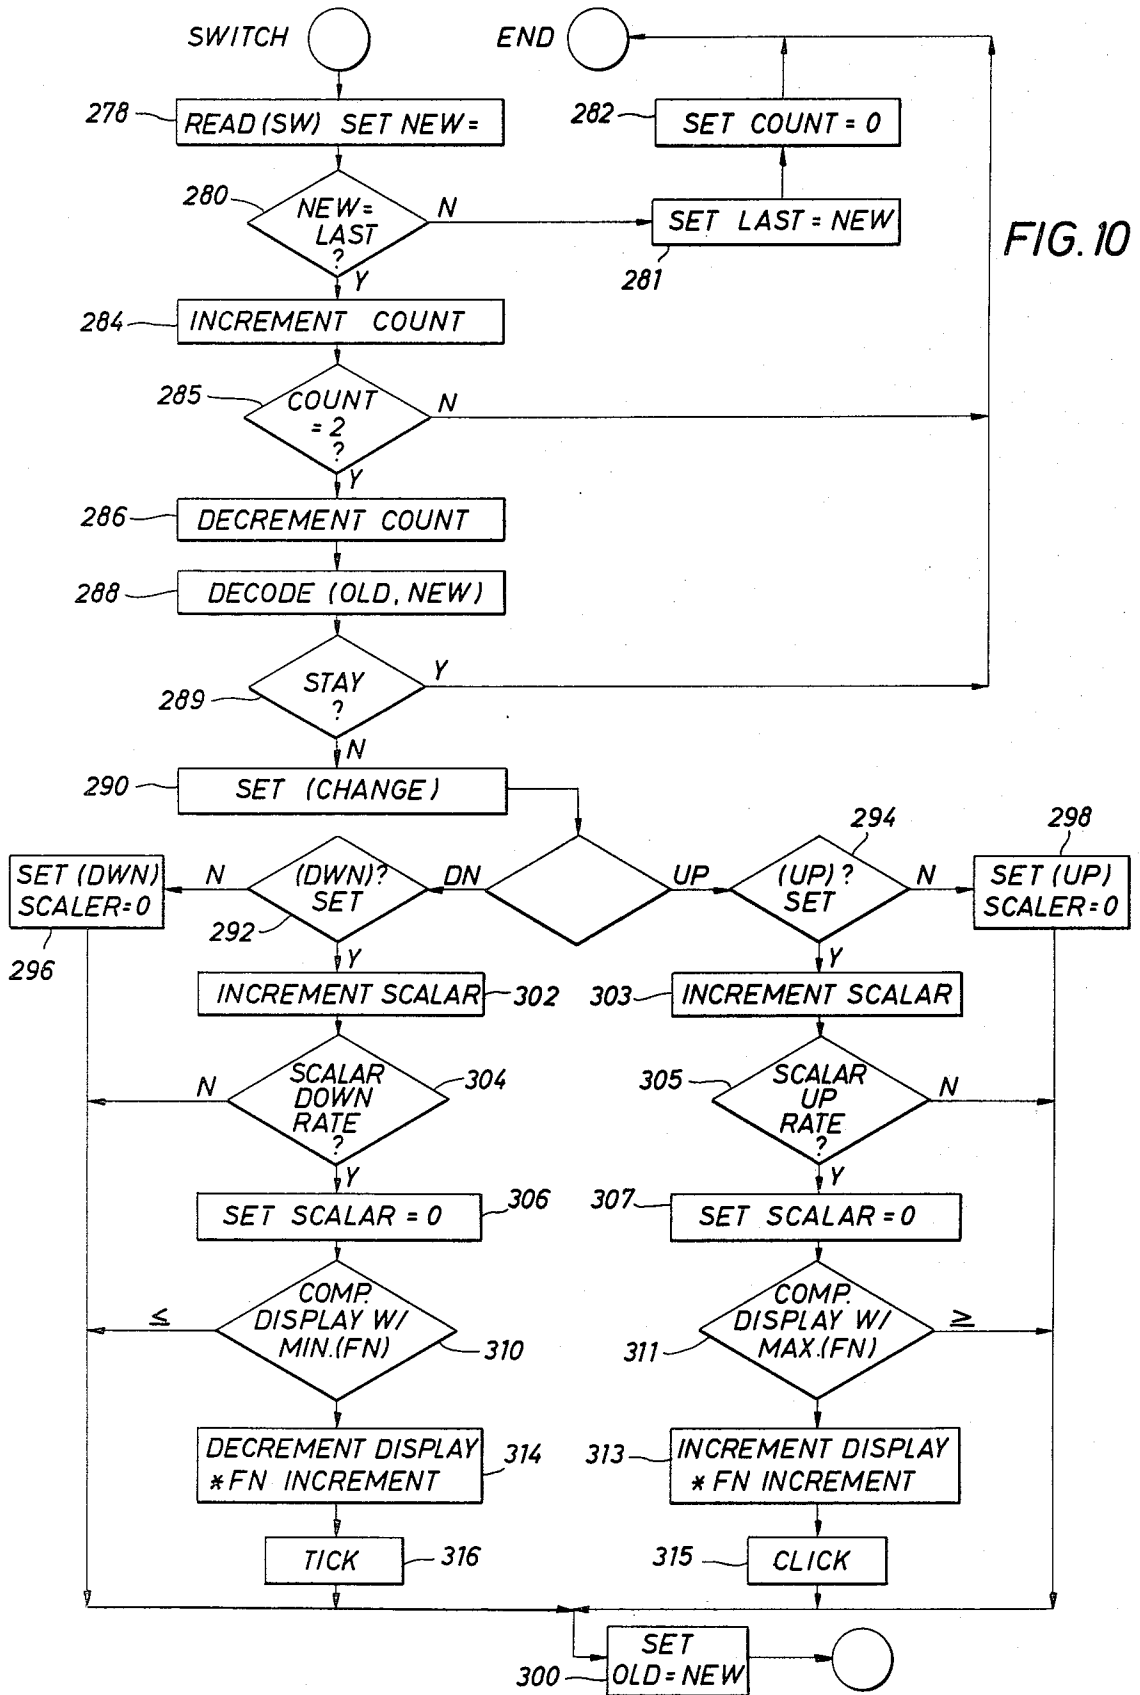 SWITCH
END
278
READ (SW) SET NEW =
282
SET COUNT = 0
280
NEW =
LAST
?
N
Y
SET LAST = NEW
281
FIG. 10
284
INCREMENT COUNT
285
COUNT
= 2
?
N
Y
286
DECREMENT COUNT
288
DECODE (OLD, NEW)
289
STAY
?
Y
N
290
SET (CHANGE)
SET (DWN)
SCALER = 0
296
N
(DWN)?
SET
292
Y
DN
UP
294
(UP) ?
SET
Y
N
298
SET (UP)
SCALER = 0
INCREMENT SCALAR
302
303
INCREMENT SCALAR
SCALAR
DOWN
RATE
?
304
N
Y
305
SCALAR
UP
RATE
?
N
Y
SET SCALAR = 0
306
307
SET SCALAR = 0
≤
COMP.
DISPLAY W/
MIN.(FN)
310
311
COMP.
DISPLAY W/
MAX.(FN)
≥
DECREMENT DISPLAY
* FN INCREMENT
314
313
INCREMENT DISPLAY
* FN INCREMENT
TICK
316
315
CLICK
300
SET
OLD = NEW